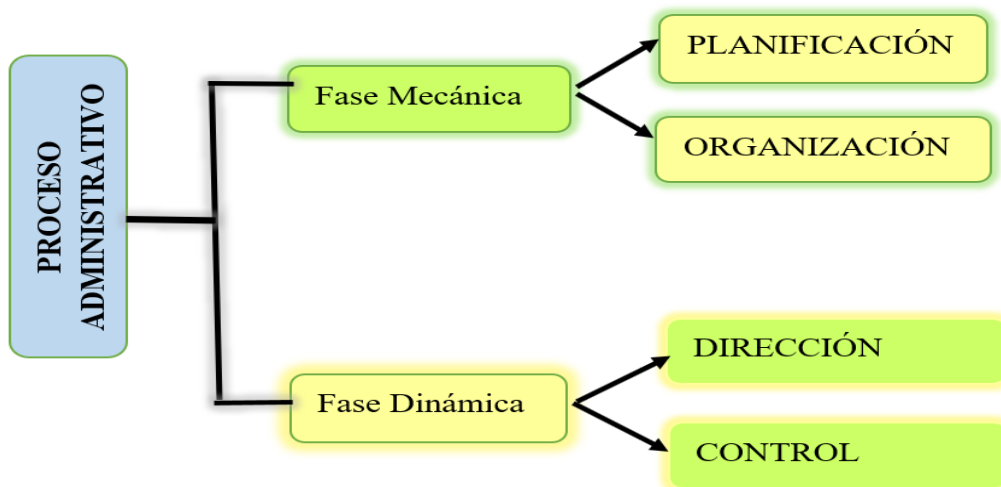 PROCESO
ADMINISTRATIVO
Fase Mecánica
PLANIFICACIÓN
ORGANIZACIÓN
Fase Dinámica
DIRECCIÓN
CONTROL